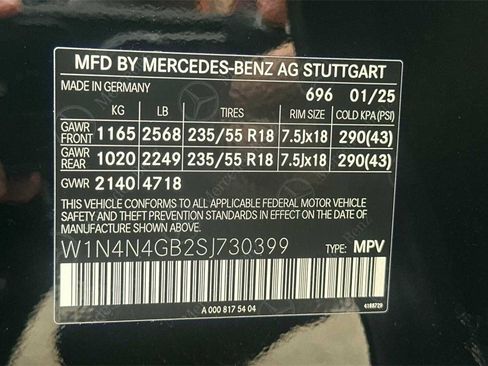 MFD BY MERCEDES-BENZ AG STUTTGART
MADE IN GERMANY 696 01/25
KG LB TIRES RIM SIZE COLD KPA (PSI)
GAWR FRONT 1165 2568 235/55 R18 7.5Jx18 290(43)
GAWR REAR 1020 2249 235/55 R18 7.5Jx18 290(43)
GVWR 2140 4718
THIS VEHICLE CONFORMS TO ALL APPLICABLE
FEDERAL MOTOR VEHICLE
SAFETY AND THEFT PREVENTION STANDARDS IN EFFECT ON THE DATE OF
MANUFACTURE SHOWN ABOVE.
W1N4N4GB2SJ730399 TYPE: MPV
A 000 817 54 04